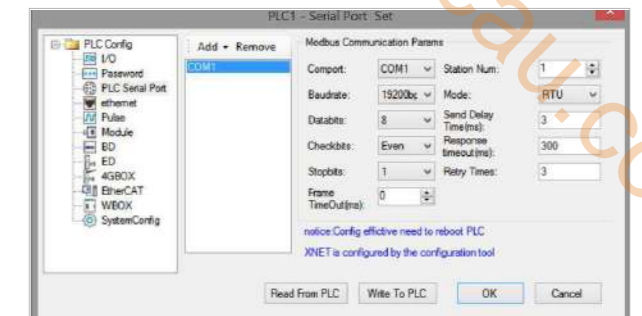 PLC1 - Serial Port Set
PLC Config
I/O
Password
PLC Serial Port
ethernet
Pulse
Module
BD
ED
4GBOX
EtherCAT
WBOX
SystemConfig
Add Remove
COM1
Modbus Communication Params
Comport: COM1 Station Num: 1
Baudrate: 19200bp Mode: RTU
Databits: 8 Send Delay Time(ms): 3
Checkbits: Even Response timeout(ms): 300
Stopbits: 1 Retry Times: 3
Frame TimeOut(ms): 0
notice:Config effictive need to reboot PLC
XNET is configured by the configuration tool
Read From PLC Write To PLC OK Cancel